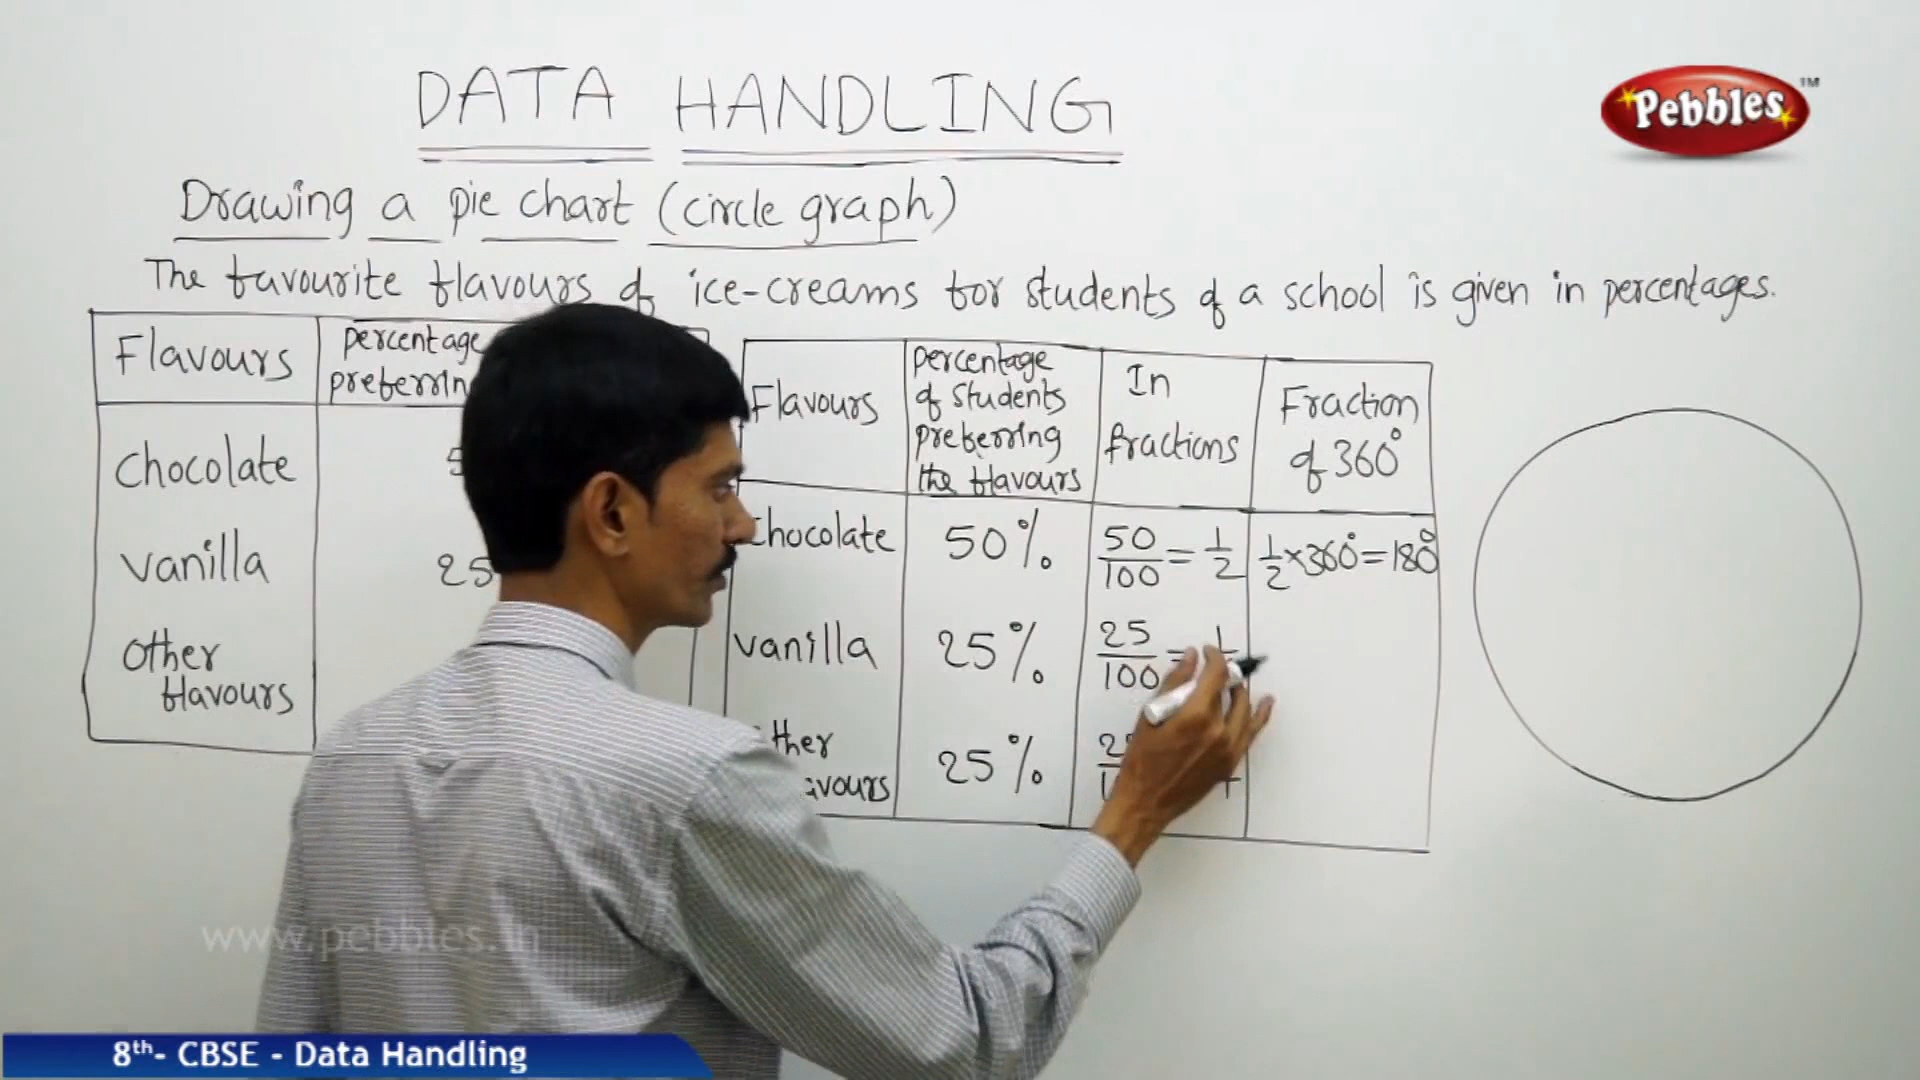 DATA HANDLING
Pebbles™
Drawing a pie chart (circle graph)
The favourite flavours of ice-creams for students of a school is given in percentages.
Flavours
percentage
Chocolate
vanilla 25
Other
flavours
Flavours
percentage
of students
preferring
the flavours
In
fractions
Fraction
of 360°
50% 50/100 = 1/2 1/2 × 360° = 180°
vanilla 25% 25/100
25%
www.pebbles.in
8th- CBSE - Data Handling